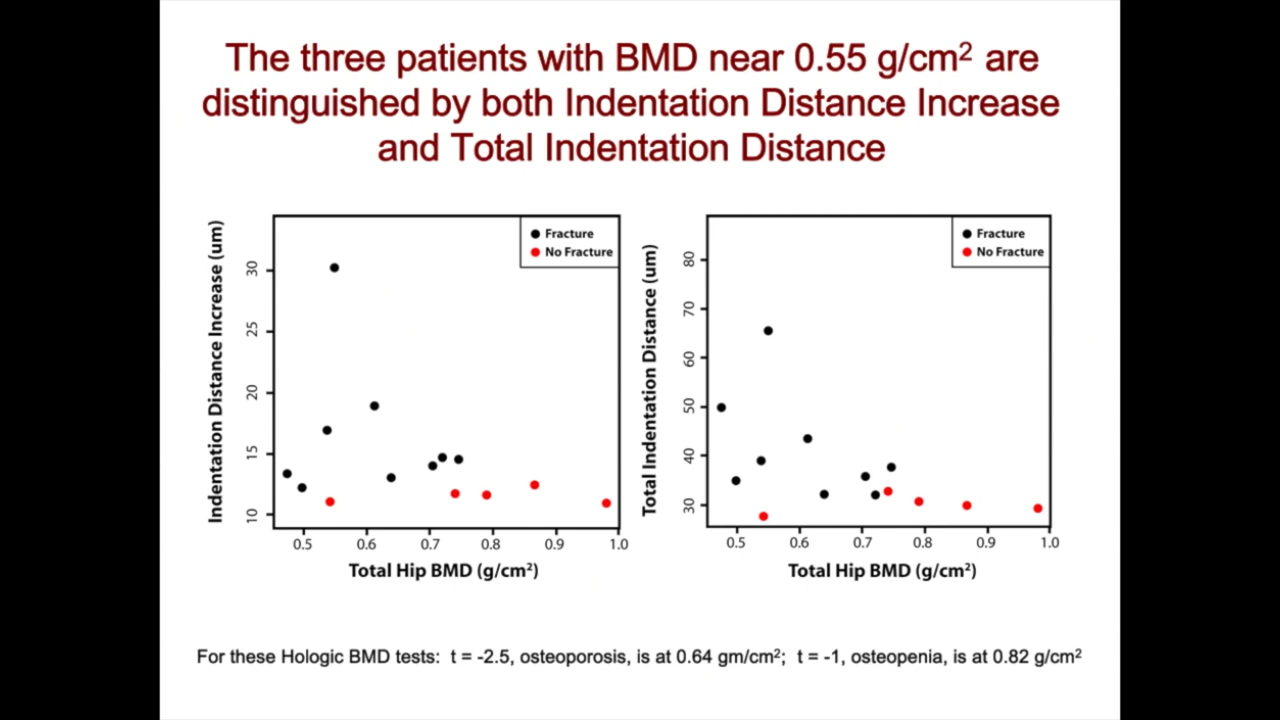 The three patients with BMD near 0.55 g/cm² are
distinguished by both Indentation Distance Increase
and Total Indentation Distance
Indentation Distance Increase (um)
30
25
20
15
10
Fracture
No Fracture
0.5 0.6 0.7 0.8 0.9 1.0
Total Hip BMD (g/cm²)
Total Indentation Distance (um)
80
70
60
50
40
30
Fracture
No Fracture
0.5 0.6 0.7 0.8 0.9 1.0
Total Hip BMD (g/cm²)
For these Hologic BMD tests: t = -2.5, osteoporosis, is at 0.64 gm/cm²; t = -1, osteopenia, is at 0.82 g/cm²